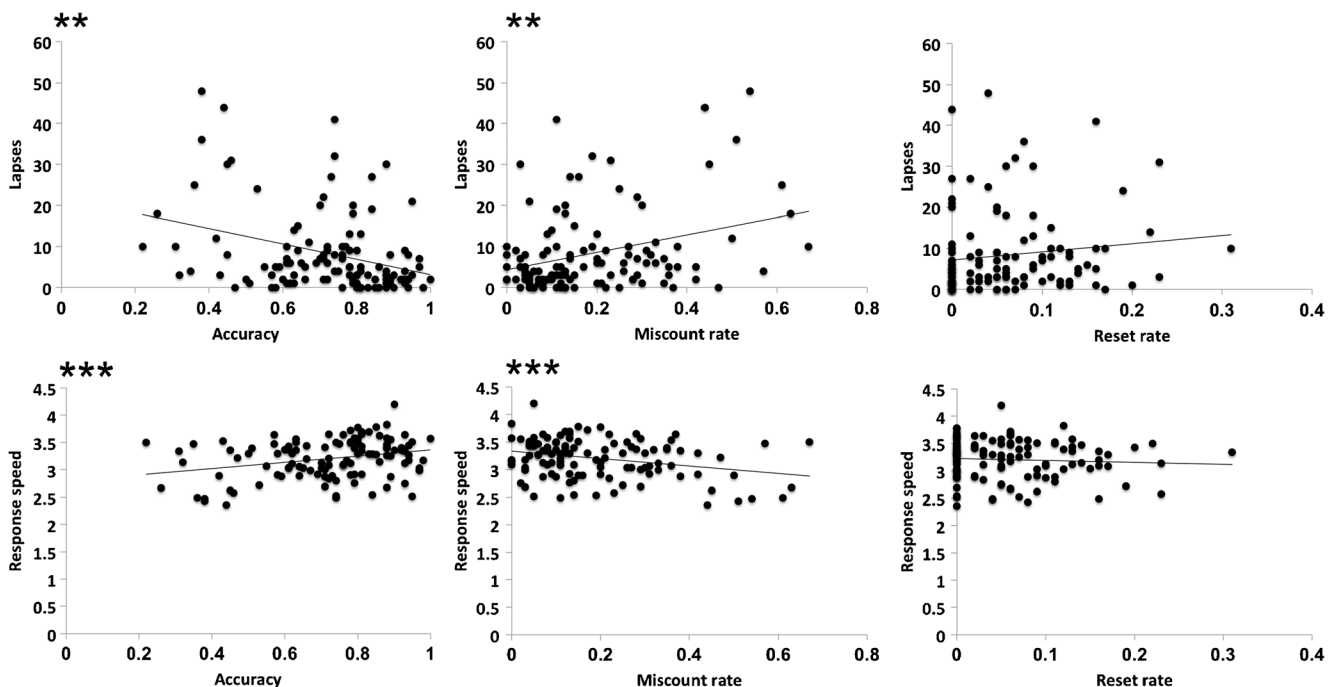 ** **
60 60 60
50 50 50
40 40 40
Lapses 30 Lapses 30 Lapses 30
20 20 20
10 10 10
0 0 0
0 0.2 0.4 0.6 0.8 1 0 0.2 0.4 0.6 0.8 0 0.1 0.2 0.3 0.4
Accuracy Miscount rate Reset rate
*** ***
4.5 4.5 4.5
4 4 4
3.5 3.5 3.5
3 3 3
Response speed 2.5 Response speed 2.5 Response speed 2.5
2 2 2
1.5 1.5 1.5
1 1 1
0.5 0.5 0.5
0 0 0
0 0.2 0.4 0.6 0.8 1 0 0.2 0.4 0.6 0.8 0 0.1 0.2 0.3 0.4
Accuracy Miscount rate Reset rate